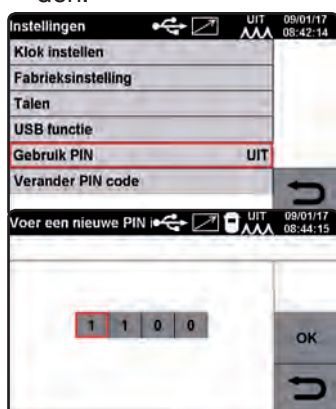 den.
Instellingen UIT 09/01/17
08:42:14
Klok instellen
Fabrieksinstelling
Talen
USB functie
Gebruik PIN UIT
Verander PIN code
Voer een nieuwe PIN i UIT 09/01/17
08:44:15
1 1 0 0
OK